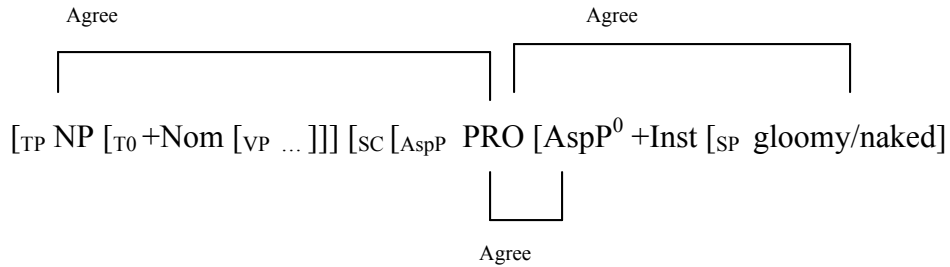 Agree Agree
[TP NP [T0 +Nom [VP … ]]] [SC [AspP PRO [AspP0 +Inst [SP gloomy/naked]
Agree